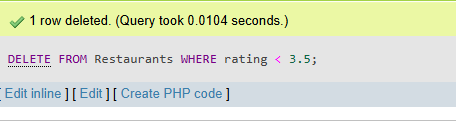 1 row deleted. (Query took 0.0104 seconds.)
DELETE FROM Restaurants WHERE rating < 3.5;
[ Edit inline ] [ Edit ] [ Create PHP code ]